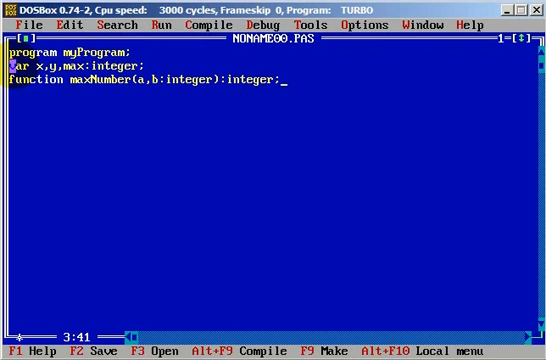 DOSBox 0.74-2, Cpu speed: 3000 cycles, Frameskip 0, Program: TURBO
File Edit Search Run Compile Debug Tools Options Window Help
NONAME00.PAS 1=[↕]
program myProgram;
var x,y,max:integer;
function maxNumber(a,b:integer):integer;_
3:41
F1 Help F2 Save F3 Open Alt+F9 Compile F9 Make Alt+F10 Local menu